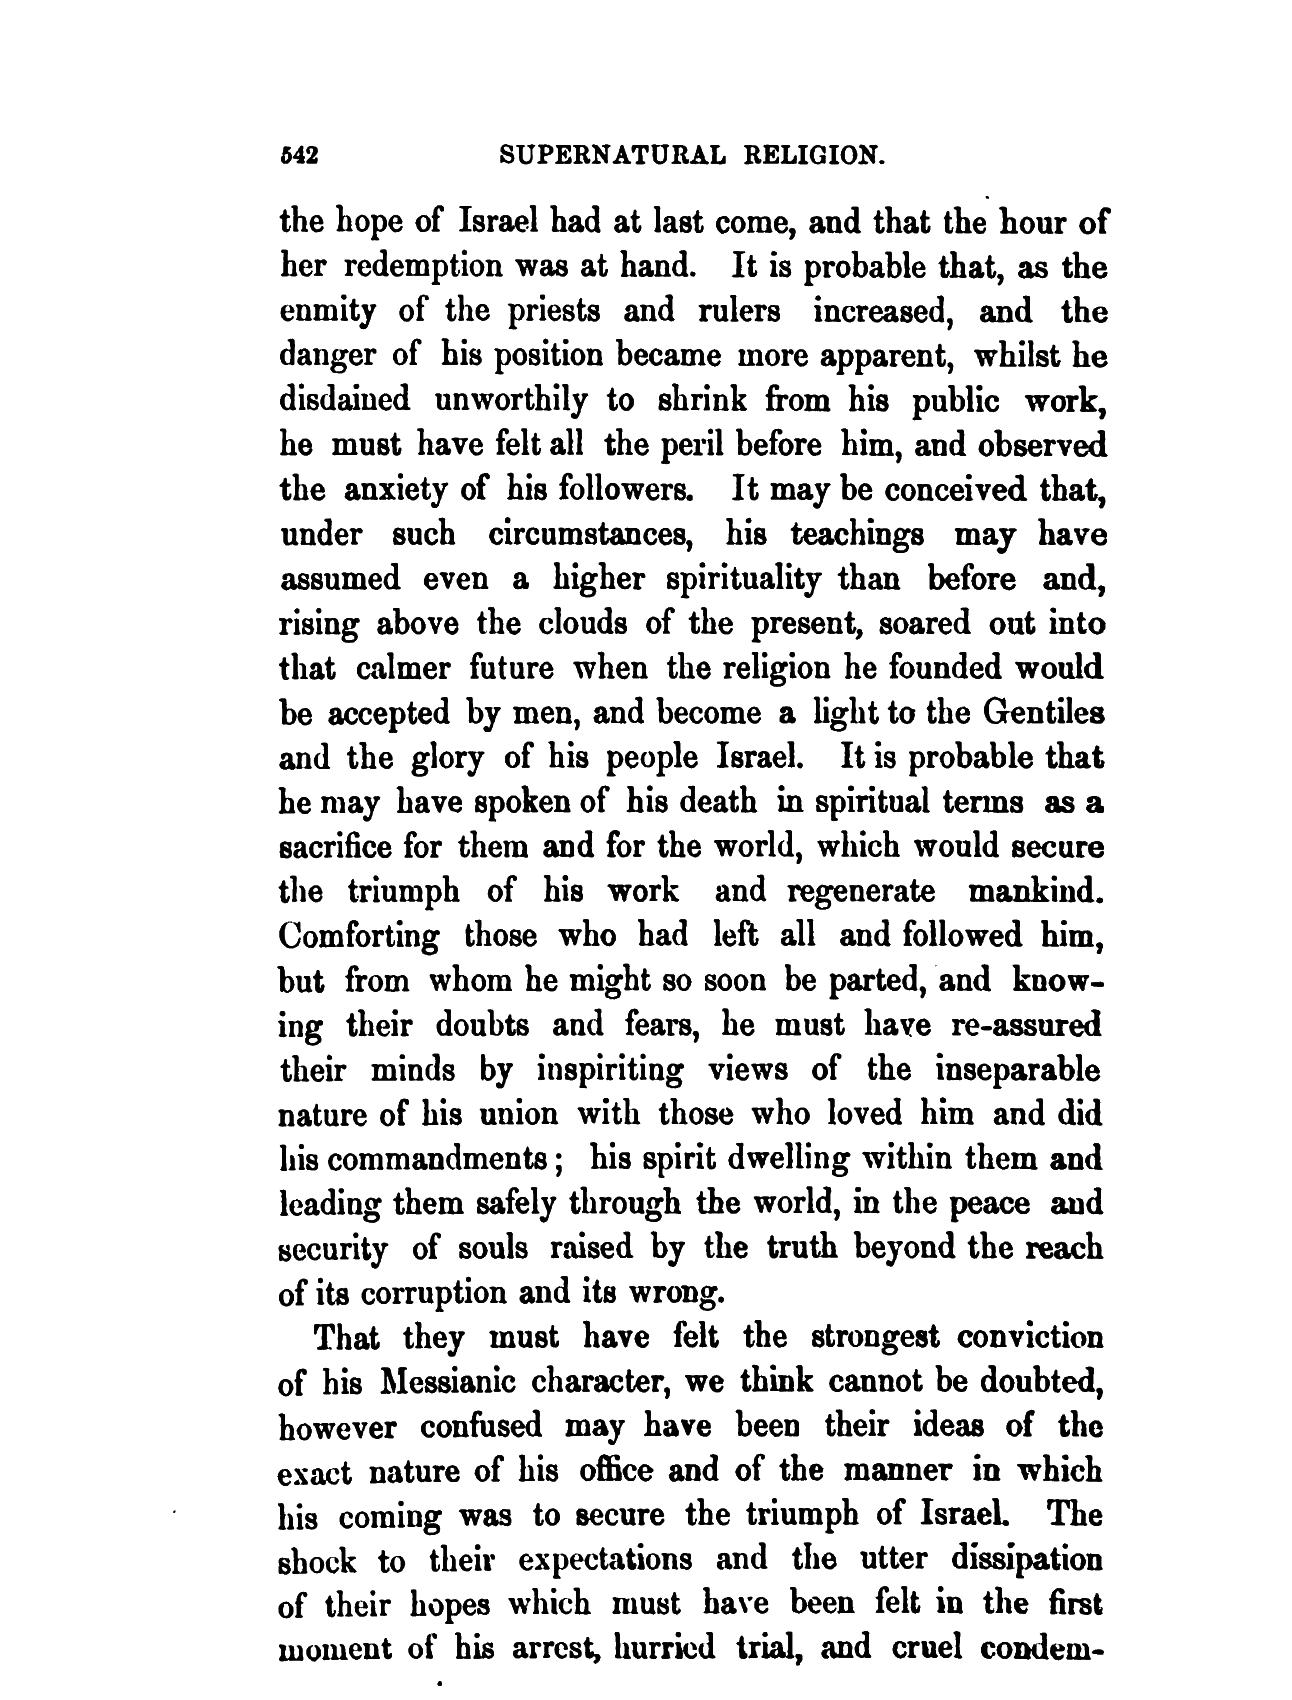 542 SUPERNATURAL RELIGION.
the hope of Israel had at last come, and that the hour of
her redemption was at hand. It is probable that, as the
enmity of the priests and rulers increased, and the
danger of his position became more apparent, whilst he
disdained unworthily to shrink from his public work,
he must have felt all the peril before him, and observed
the anxiety of his followers. It may be conceived that,
under such circumstances, his teachings may have
assumed even a higher spirituality than before and,
rising above the clouds of the present, soared out into
that calmer future when the religion he founded would
be accepted by men, and become a light to the Gentiles
and the glory of his people Israel. It is probable that
he may have spoken of his death in spiritual terms as a
sacrifice for them and for the world, which would secure
the triumph of his work and regenerate mankind.
Comforting those who had left all and followed him,
but from whom he might so soon be parted, and know-
ing their doubts and fears, he must have re-assured
their minds by inspiriting views of the inseparable
nature of his union with those who loved him and did
his commandments; his spirit dwelling within them and
leading them safely through the world, in the peace and
security of souls raised by the truth beyond the reach
of its corruption and its wrong.
That they must have felt the strongest conviction
of his Messianic character, we think cannot be doubted,
however confused may have been their ideas of the
exact nature of his office and of the manner in which
his coming was to secure the triumph of Israel. The
shock to their expectations and the utter dissipation
of their hopes which must have been felt in the first
moment of his arrest, hurried trial, and cruel condem-